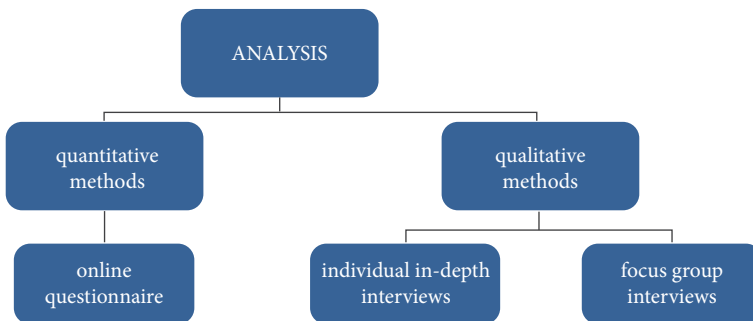 ANALYSIS
quantitative
methods
qualitative
methods
online
questionnaire
individual in-depth
interviews
focus group
interviews